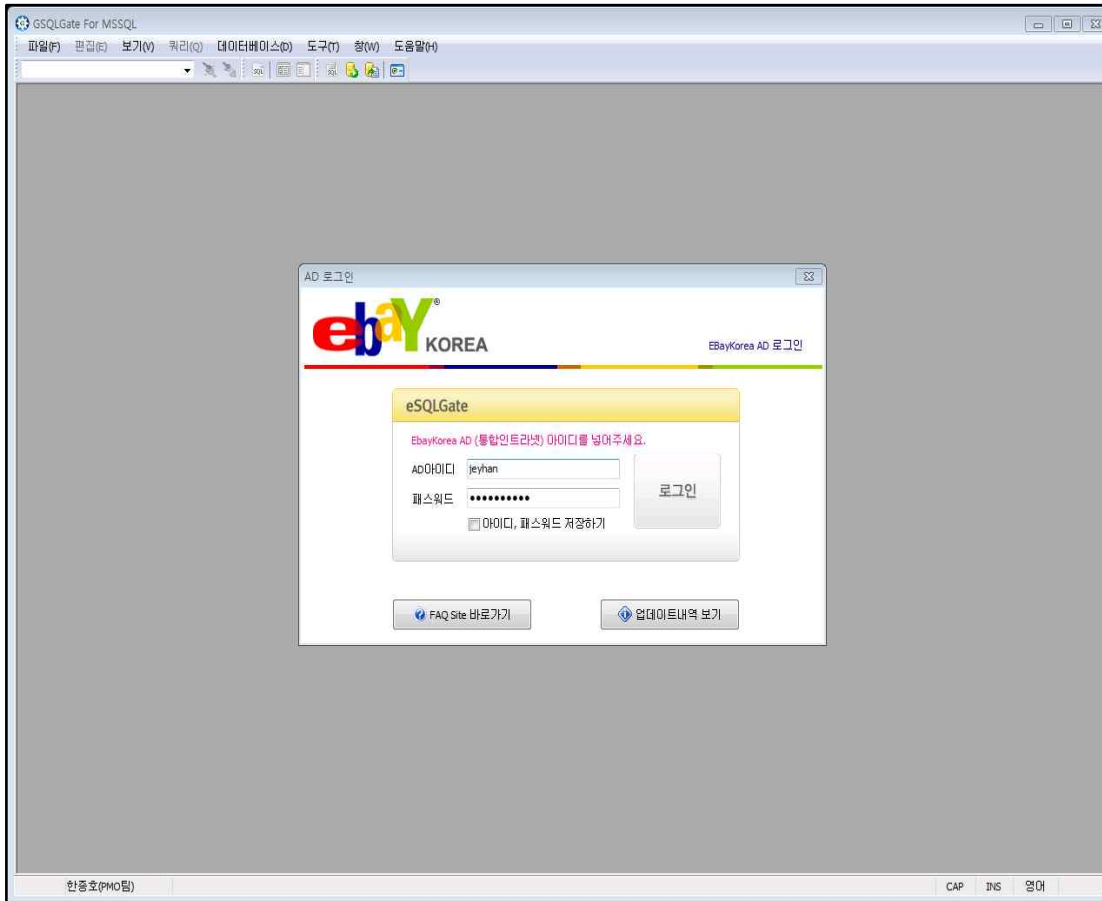 GSQLGate For MSSQL
파일(F) 편집(E) 보기(V) 쿼리(Q) 데이터베이스(D) 도구(T) 창(W) 도움말(H)
AD 로그인
ebaY® KOREA
EBayKorea AD 로그인
eSQLGate
EbayKorea AD (통합인트라넷) 아이디를 넣어주세요.
AD아이디 jeyhan
패스워드 ••••••••••
로그인
아이디, 패스워드 저장하기
FAQ Site 바로가기 업데이트내역 보기
한중호(PMO팀) CAP INS 영어